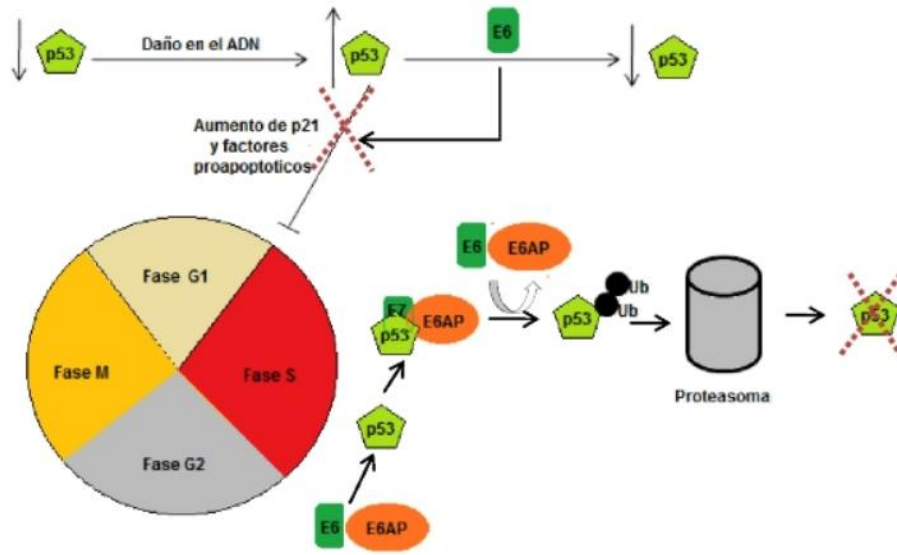 p53
Daño en el ADN
p53
E6
p53
Aumento de p21
y factores
proapoptoticos
Fase G1
Fase M
Fase S
Fase G2
E6
E6AP
E7
p53
E6AP
p53
Ub
Ub
p53
Proteasoma
p53
E6
E6AP